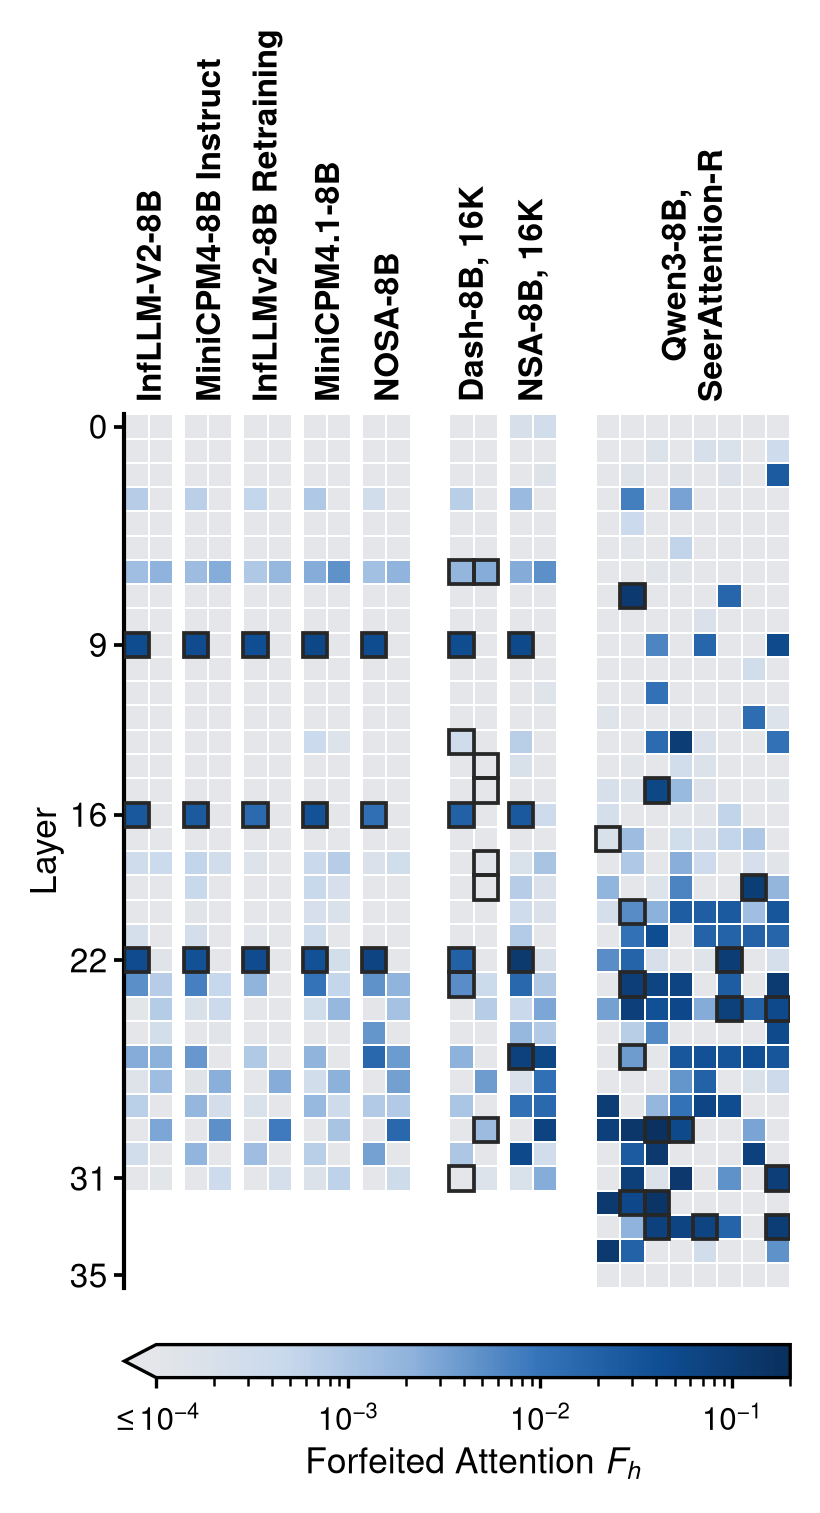 InfLLM-V2-8B
MiniCPM4-8B Instruct
InfLLMv2-8B Retraining
MiniCPM4.1-8B
NOSA-8B
Dash-8B, 16K
NSA-8B, 16K
Qwen3-8B,
SeerAttention-R
0
9
16
22
31
35
Layer
≤10⁻⁴
10⁻³
10⁻²
10⁻¹
Forfeited Attention Fₕ